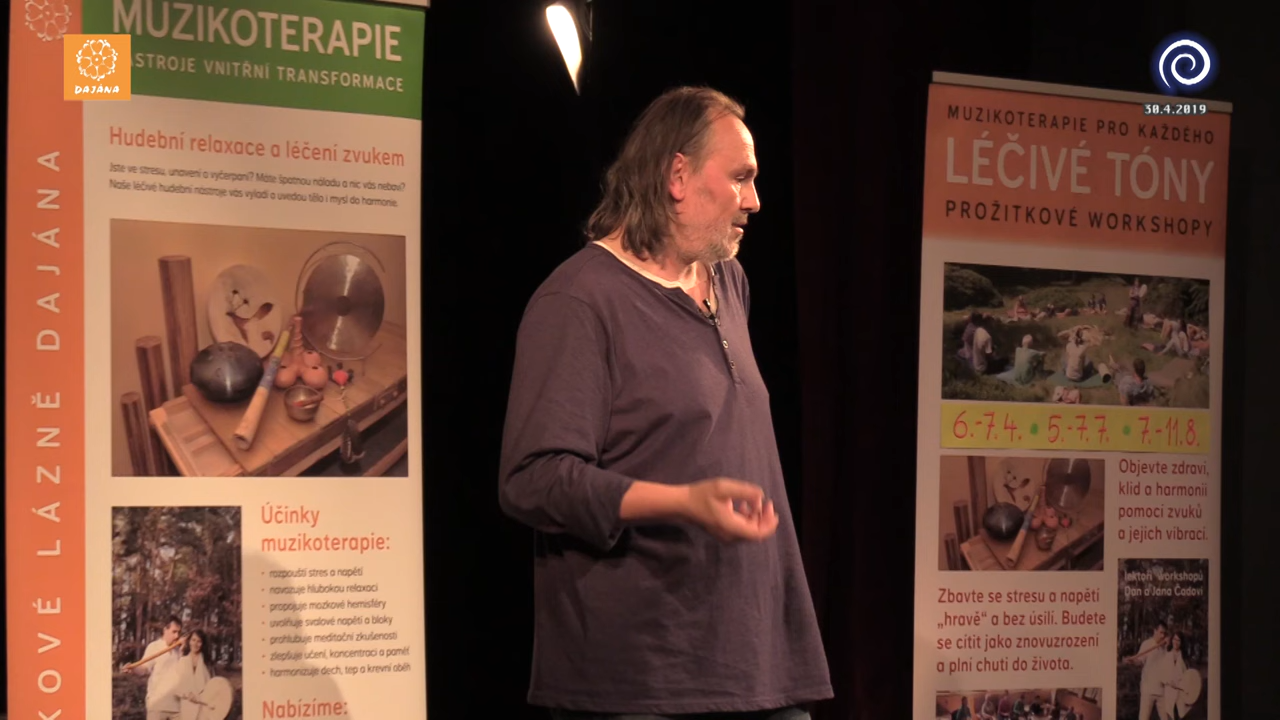 MUZIKOTERAPIE
ÁSTROJE VNITŘNÍ TRANSFORMACE
DAJÁNA
Hudební relaxace a léčení zvukem
Jste ve stresu, unavení a vyčerpaní? Máte špatnou náladu a nic vás nebaví?
Naše léčivé hudební nástroje vás vyladí a uvedou tělo i mysl do harmonie.
KOVÉ LÁZNĚ DAJÁNA
Účinky
muzikoterapie:
• rozpouští stres a napětí
• navozuje hlubokou relaxaci
• propojuje mozkové hemisféry
• uvolňuje svalové napětí a bloky
• prohlubuje meditační zkušenosti
• zlepšuje učení, koncentraci a paměť
• harmonizuje dech, tep a krevní oběh
Nabízíme:
30.4.2019
MUZIKOTERAPIE PRO KAŽDÉHO
LÉČIVÉ TÓNY
PROŽITKOVÉ WORKSHOPY
6.-7.4. • 5.-7.7. • 7.-11.8.
Objevte zdraví,
klid a harmonii
pomocí zvuků
a jejich vibrací.
lektoři workshopů
Dan a Jana Čadovi
Zbavte se stresu a napětí
„hravě“ a bez úsilí. Budete
se cítit jako znovuzrození
a plní chuti do života.